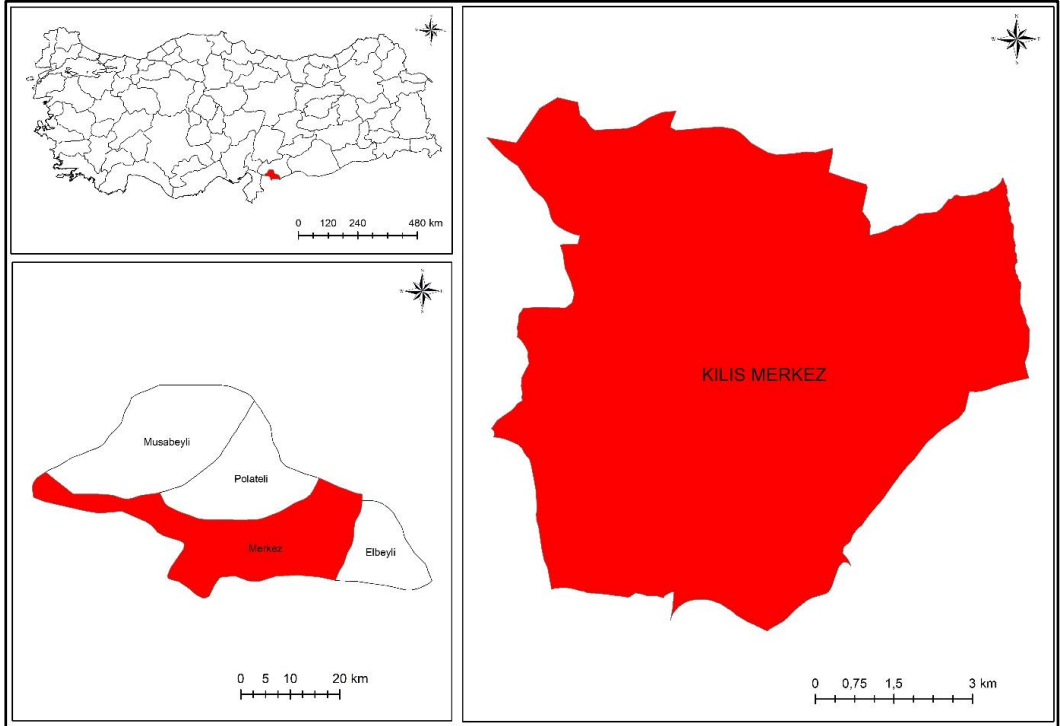 N
W E
S
0 120 240 480 km
N
W E
S
Musabeyli
Polateli
Merkez
Elbeyli
0 5 10 20 km
N
W E
S
KILIS MERKEZ
0 0,75 1,5 3 km